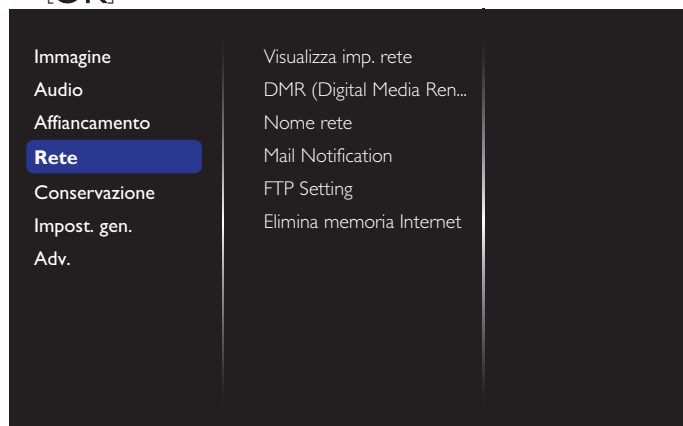 [OK]
Immagine
Audio
Affiancamento
Rete
Conservazione
Impost. gen.
Adv.
Visualizza imp. rete
DMR (Digital Media Ren...
Nome rete
Mail Notification
FTP Setting
Elimina memoria Internet